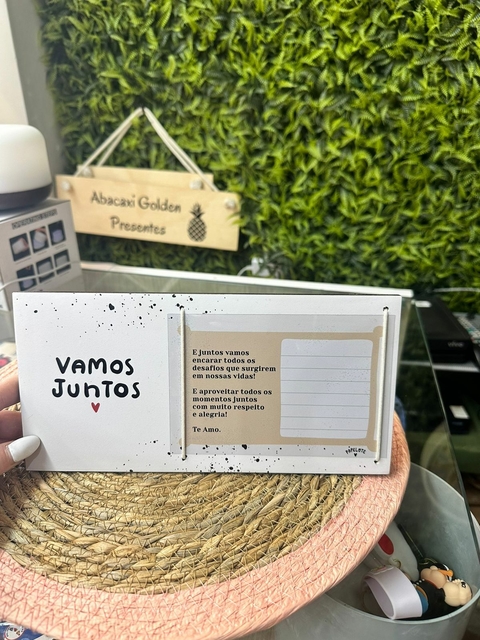 Abacaxi Golden
Presentes
VAMOS
JUNTOS
E juntos vamos
encarar todos os
desafios que surgirem
em nossas vidas!
E aproveitar todos os
momentos juntos
com muito respeito
e alegria!
Te Amo.
PAPELOTE